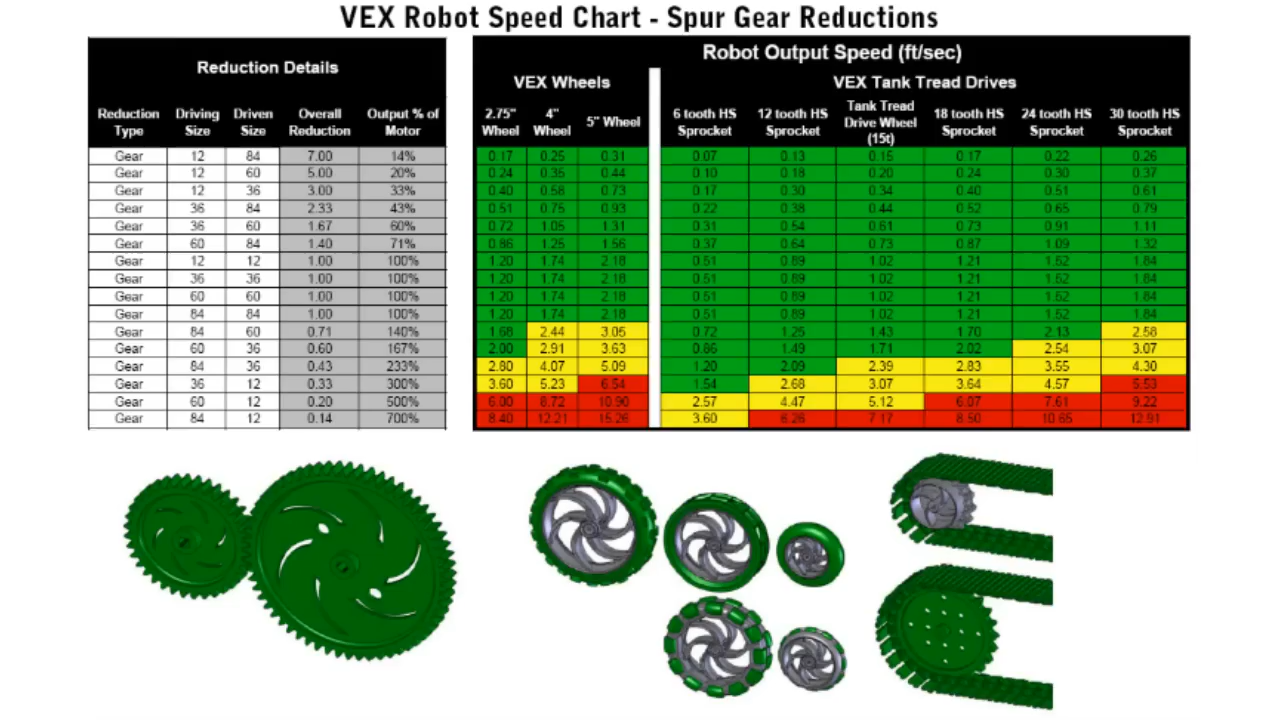 VEX Robot Speed Chart - Spur Gear Reductions
Reduction Details
Robot Output Speed (ft/sec)
VEX Wheels VEX Tank Tread Drives
Reduction Type Driving Size Driven Size Overall Reduction Output % of Motor 2.75" Wheel 4" Wheel 5" Wheel 6 tooth HS Sprocket 12 tooth HS Sprocket Tank Tread Drive Wheel (15t) 18 tooth HS Sprocket 24 tooth HS Sprocket 30 tooth HS Sprocket
Gear 12 84 7.00 14% 0.17 0.25 0.31 0.07 0.13 0.15 0.17 0.22 0.26
Gear 12 60 5.00 20% 0.24 0.35 0.44 0.10 0.18 0.20 0.24 0.30 0.37
Gear 12 36 3.00 33% 0.40 0.58 0.73 0.17 0.30 0.34 0.40 0.51 0.61
Gear 36 84 2.33 43% 0.51 0.75 0.93 0.22 0.38 0.44 0.52 0.65 0.79
Gear 36 60 1.67 60% 0.72 1.05 1.31 0.31 0.54 0.61 0.73 0.91 1.11
Gear 60 84 1.40 71% 0.86 1.25 1.56 0.37 0.64 0.73 0.87 1.09 1.32
Gear 12 12 1.00 100% 1.20 1.74 2.18 0.51 0.89 1.02 1.21 1.52 1.84
Gear 36 36 1.00 100% 1.20 1.74 2.18 0.51 0.89 1.02 1.21 1.52 1.84
Gear 60 60 1.00 100% 1.20 1.74 2.18 0.51 0.89 1.02 1.21 1.52 1.84
Gear 84 84 1.00 100% 1.20 1.74 2.18 0.51 0.89 1.02 1.21 1.52 1.84
Gear 84 60 0.71 140% 1.68 2.44 3.05 0.72 1.25 1.43 1.70 2.13 2.58
Gear 60 36 0.60 167% 2.00 2.91 3.63 0.86 1.49 1.71 2.02 2.54 3.07
Gear 84 36 0.43 233% 2.80 4.07 5.09 1.20 2.09 2.39 2.83 3.55 4.30
Gear 36 12 0.33 300% 3.60 5.23 6.54 1.54 2.68 3.07 3.64 4.57 5.53
Gear 60 12 0.20 500% 6.00 8.72 10.90 2.57 4.47 5.12 6.07 7.61 9.22
Gear 84 12 0.14 700% 8.40 12.21 15.26 3.60 6.26 7.17 8.50 10.65 12.91